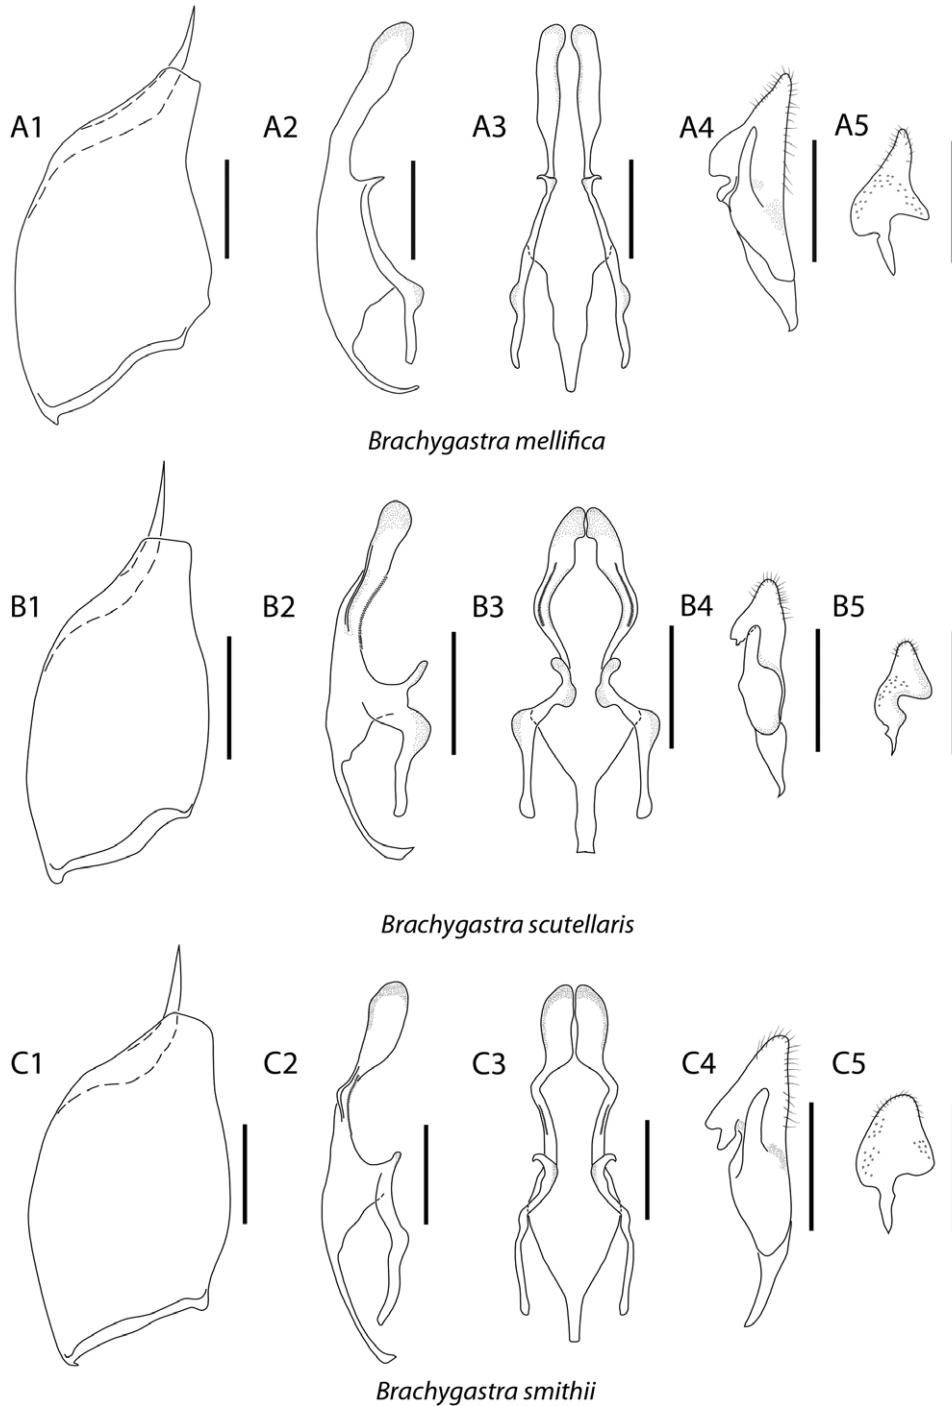 A1 A2 A3 A4 A5
Brachygastra mellifica
B1 B2 B3 B4 B5
Brachygastra scutellaris
C1 C2 C3 C4 C5
Brachygastra smithii